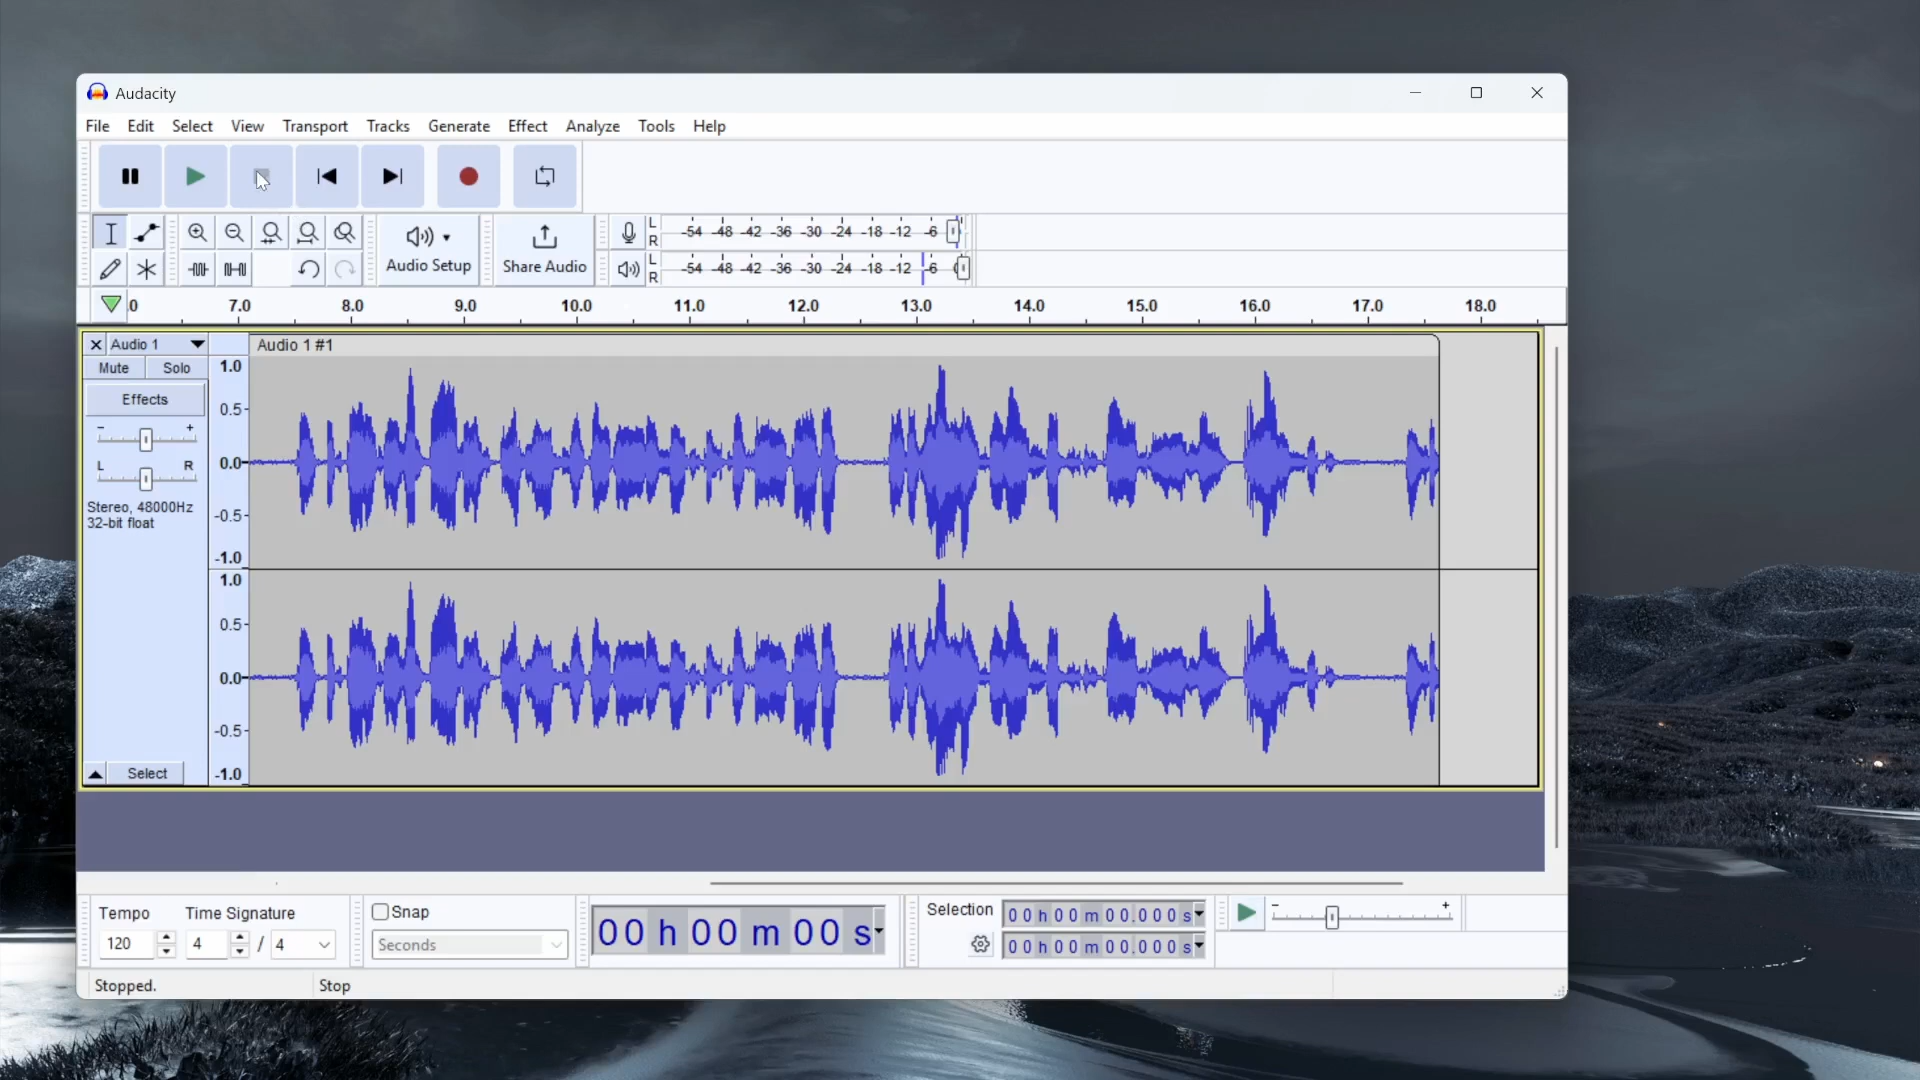 Audacity
File Edit Select View Transport Tracks Generate Effect Analyze Tools Help
Audio Setup
Share Audio
L
R
-54 -48 -42 -36 -30 -24 -18 -12 -6
L
R
-54 -48 -42 -36 -30 -24 -18 -12 -6
.0 7.0 8.0 9.0 10.0 11.0 12.0 13.0 14.0 15.0 16.0 17.0 18.0
Audio 1
Audio 1 #1
Mute Solo
Effects
- +
L R
Stereo, 48000Hz
32-bit float
Select
1.0
0.5-
0.0-
-0.5-
-1.0
1.0
0.5-
0.0-
-0.5-
-1.0
Tempo
120
Time Signature
4 / 4
Snap
Seconds
00 h 00 m 00 s
Selection
00 h 00 m 00.000 s
00 h 00 m 00.000 s
- +
Stopped.
Stop